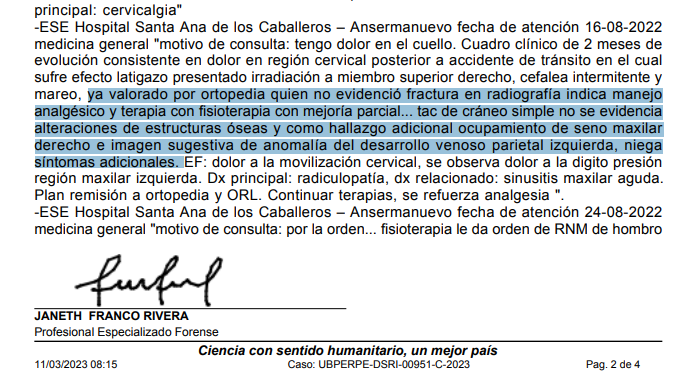 principal: cervicalgia"
-ESE Hospital Santa Ana de los Caballeros – Ansermanuevo fecha de atención 16-08-2022
medicina general "motivo de consulta: tengo dolor en el cuello. Cuadro clínico de 2 meses de
evolución consistente en dolor en región cervical posterior a accidente de tránsito en el cual
sufre efecto latigazo presentado irradiación a miembro superior derecho, cefalea intermitente y
mareo, ya valorado por ortopedia quien no evidenció fractura en radiografía indica manejo
analgésico y terapia con fisioterapia con mejoría parcial... tac de cráneo simple no se evidencia
alteraciones de estructuras óseas y como hallazgo adicional ocupamiento de seno maxilar
derecho e imagen sugestiva de anomalía del desarrollo venoso parietal izquierda, niega
síntomas adicionales. EF: dolor a la movilización cervical, se observa dolor a la digito presión
región maxilar izquierda. Dx principal: radiculopatía, dx relacionado: sinusitis maxilar aguda.
Plan remisión a ortopedia y ORL. Continuar terapias, se refuerza analgesia ".
-ESE Hospital Santa Ana de los Caballeros – Ansermanuevo fecha de atención 24-08-2022
medicina general "motivo de consulta: por la orden... fisioterapia le da orden de RNM de hombro
JANETH FRANCO RIVERA
Profesional Especializado Forense
Ciencia con sentido humanitario, un mejor país
11/03/2023 08:15 Caso: UBPERPE-DSRI-00951-C-2023 Pag. 2 de 4